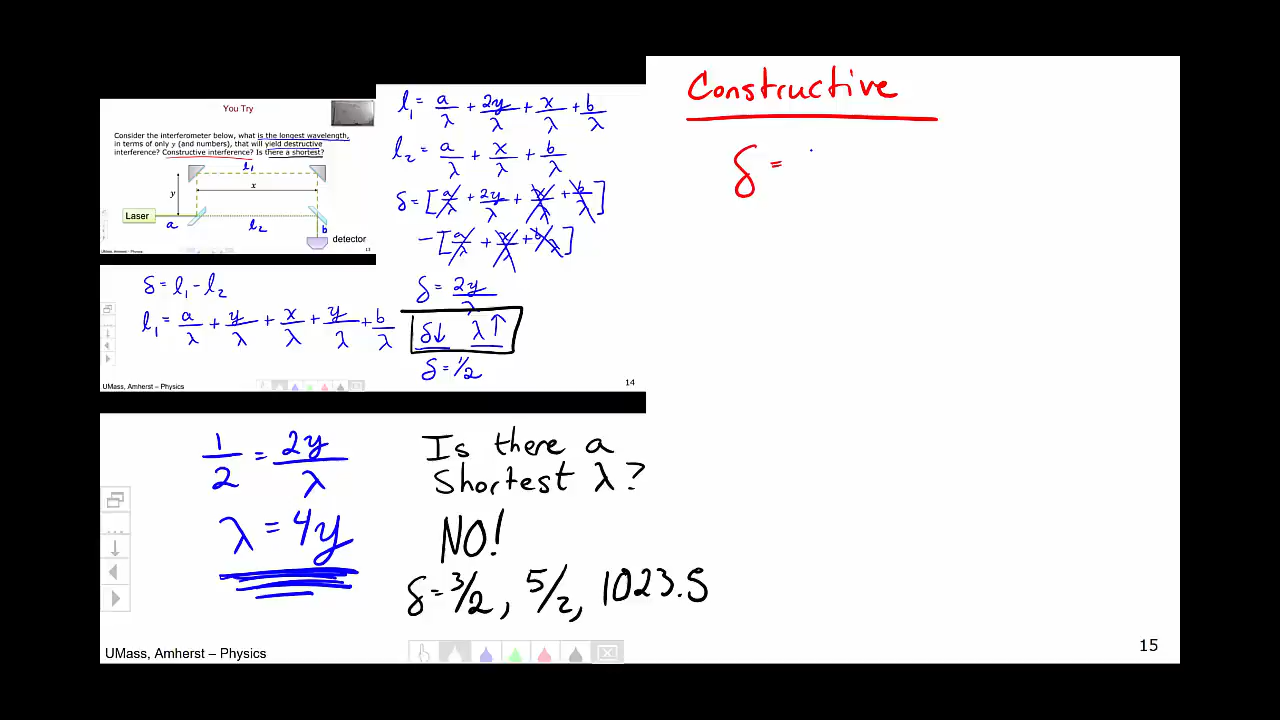 You Try
Consider the interferometer below, what is the longest wavelength,
in terms of only y (and numbers), that will yield destructive
interference? Constructive interference? Is there a shortest?
l₁
x
y
Laser
a
l₂
b
detector
UMass, Amherst – Physics
13
l₁ = a/λ + 2y/λ + x/λ + b/λ
l₂ = a/λ + x/λ + b/λ
δ = [a/λ + 2y/λ + x/λ + b/λ]
− [a/λ + x/λ + b/λ]
δ = 2y/λ
δ↓ λ↑
δ = 1/2
δ = l₁ − l₂
l₁ = a/λ + y/λ + x/λ + y/λ + b/λ
UMass, Amherst – Physics
14
1/2 = 2y/λ
λ = 4y
Is there a
Shortest λ?
NO!
δ = 3/2, 5/2, 1023.5
UMass, Amherst – Physics
Constructive
δ =
15